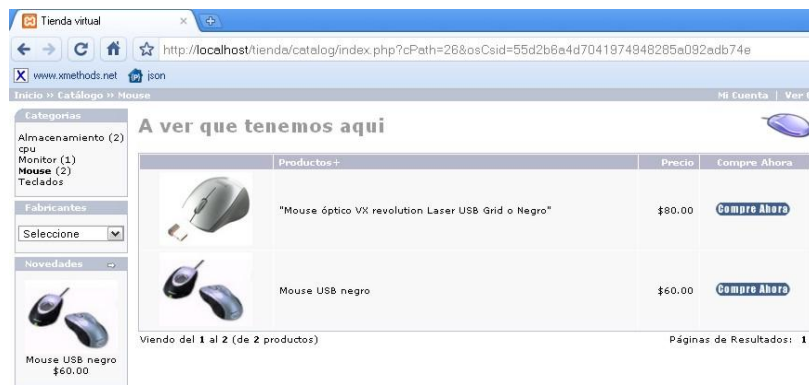 Tienda virtual
http://localhost/tienda/catalog/index.php?cPath=26&osCsid=55d2b6a4d7041974948285a092adb74e
www.xmethods.net json
Inicio » Catálogo » Mouse Mi Cuenta | Ver
Categorias
Almacenamiento (2)
cpu
Monitor (1)
Mouse (2)
Teclados
Fabricantes
Seleccione
Novedades
Mouse USB negro
$60.00
A ver que tenemos aqui
Productos+ Precio Compre Ahora
"Mouse óptico VX revolution Laser USB Grid o Negro" $80.00 Compre Ahora
Mouse USB negro $60.00 Compre Ahora
Viendo del 1 al 2 (de 2 productos) Páginas de Resultados: 1